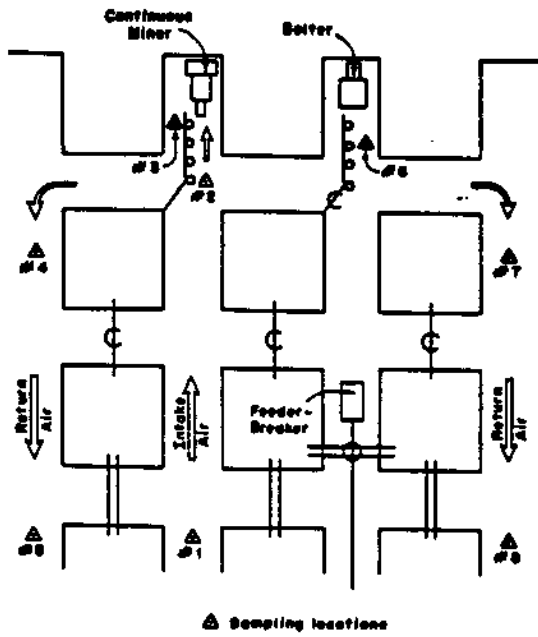 Continuous
Miner
Bolter
#3
#2
#6
#4
#7
Return
Air
Intake
Air
Feeder-
Breaker
Return
Air
#1
#8
Sampling locations